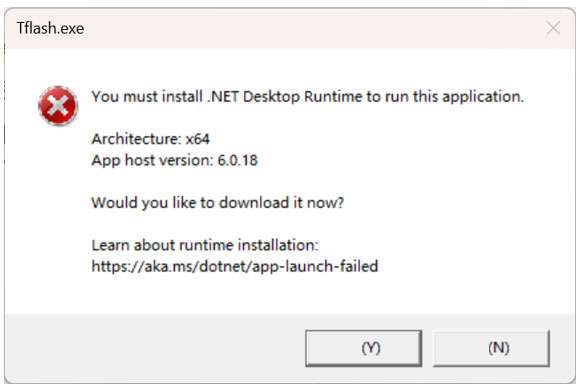 Tflash.exe
You must install .NET Desktop Runtime to run this application.
Architecture: x64
App host version: 6.0.18
Would you like to download it now?
Learn about runtime installation:
https://aka.ms/dotnet/app-launch-failed
(Y)
(N)